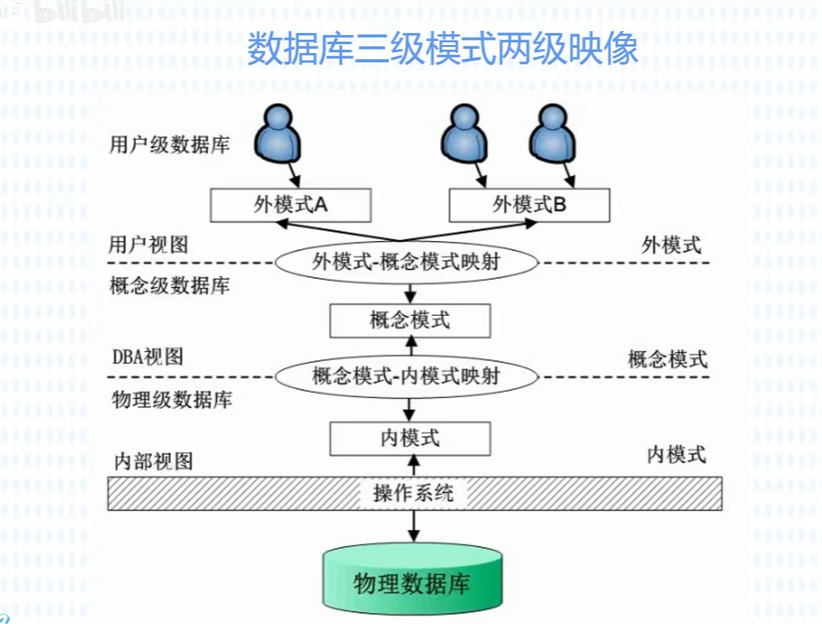 bilibili
数据库三级模式两级映像
用户级数据库
外模式A
外模式B
用户视图
外模式-概念模式映射
外模式
概念级数据库
概念模式
DBA视图
概念模式-内模式映射
概念模式
物理级数据库
内模式
内部视图
内模式
操作系统
物理数据库